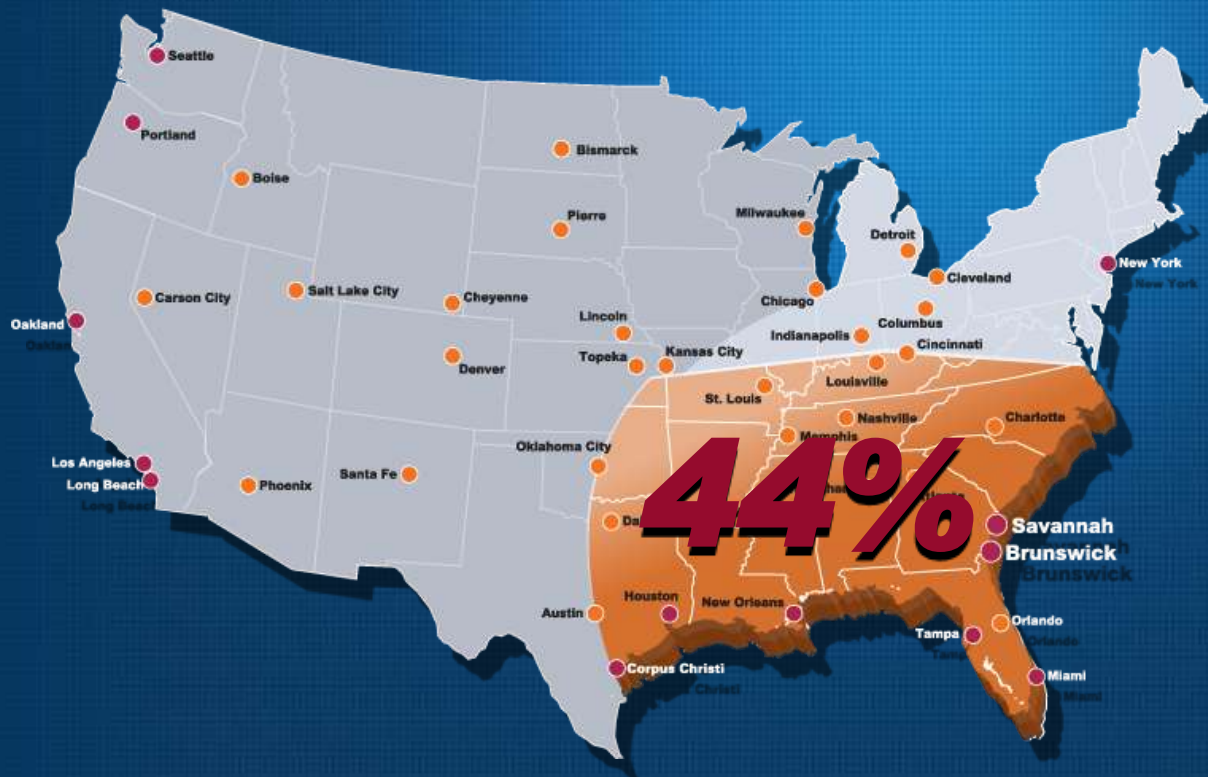 Seattle
Portland
Bismarck
Boise
Pierre
Milwaukee
Detroit
New York
Cleveland
Salt Lake City
Carson City
Cheyenne
Chicago
Columbus
Oakland
Lincoln
Indianapolis
Cincinnati
Topeka
Kansas City
Denver
Louisville
St. Louis
Nashville
Charlotte
Memphis
Oklahoma City
44%
Los Angeles
Santa Fe
Long Beach
Phoenix
Savannah
Brunswick
Houston
New Orleans
Austin
Orlando
Tampa
Corpus Christi
Miami